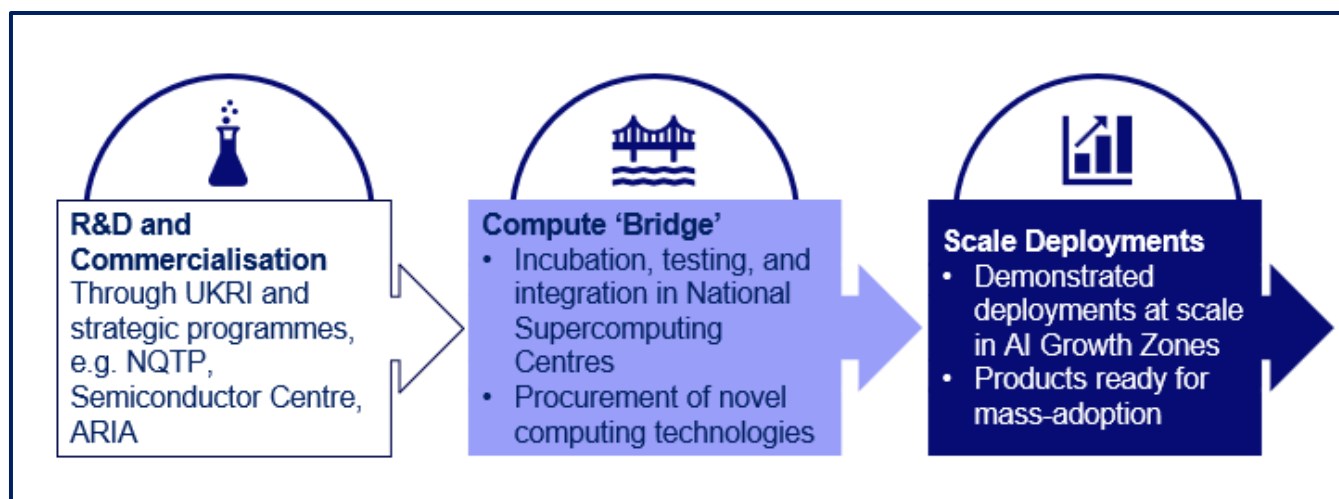 R&D and
Commercialisation
Through UKRI and
strategic programmes,
e.g. NQTP,
Semiconductor Centre,
ARIA
Compute ‘Bridge’
• Incubation, testing, and
integration in National
Supercomputing
Centres
• Procurement of novel
computing technologies
Scale Deployments
• Demonstrated
deployments at scale
in AI Growth Zones
• Products ready for
mass-adoption